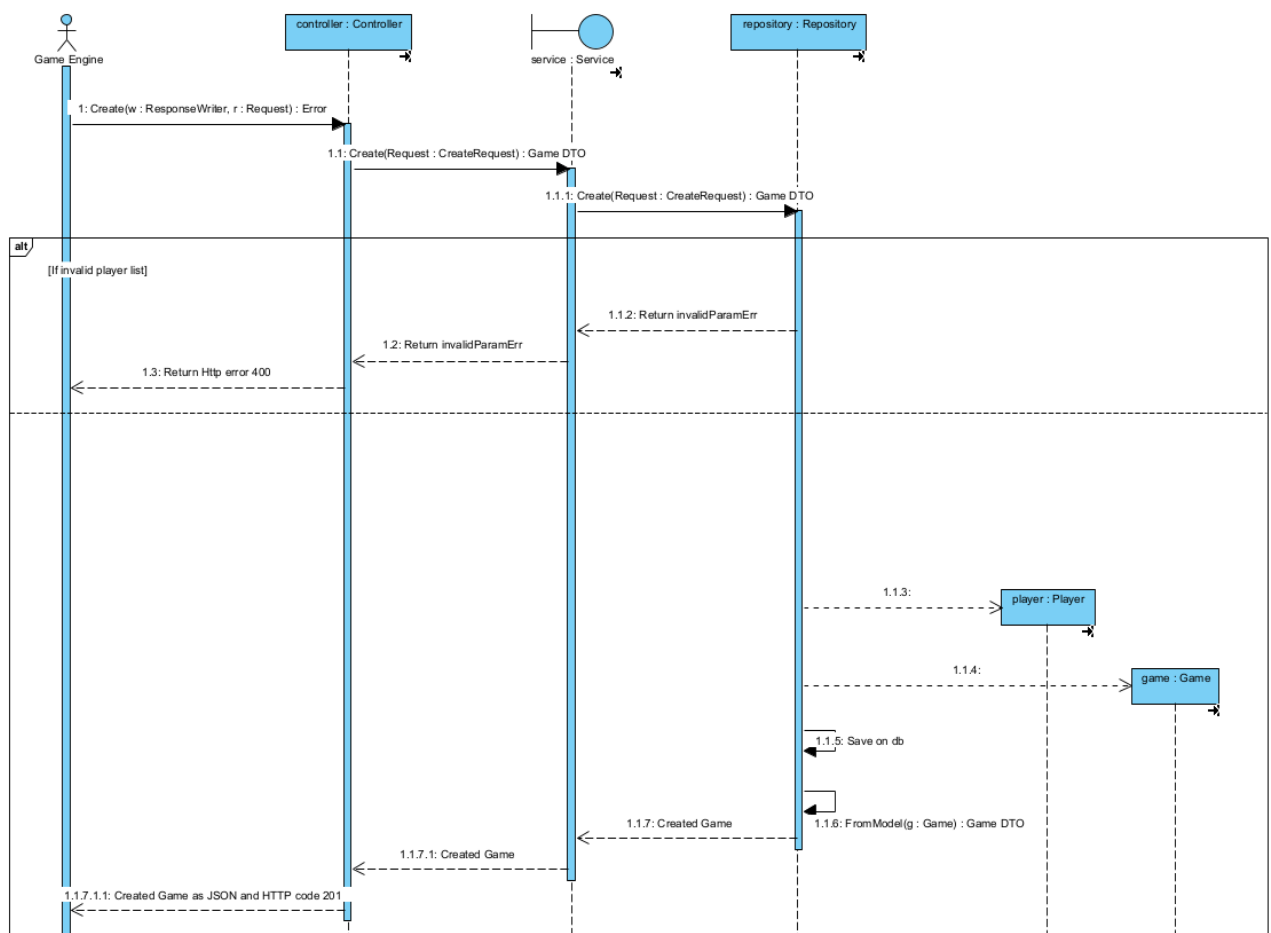 controller : Controller
repository : Repository
Game Engine
service : Service
1: Create(w : ResponseWriter, r : Request) : Error
1.1: Create(Request : CreateRequest) : Game DTO
1.1.1: Create(Request : CreateRequest) : Game DTO
alt
[If invalid player list]
1.1.2: Return invalidParamErr
1.2: Return invalidParamErr
1.3: Return Http error 400
1.1.3:
player : Player
1.1.4:
game : Game
1.1.5: Save on db
1.1.6: FromModel(g : Game) : Game DTO
1.1.7: Created Game
1.1.7.1: Created Game
1.1.7.1.1: Created Game as JSON and HTTP code 201